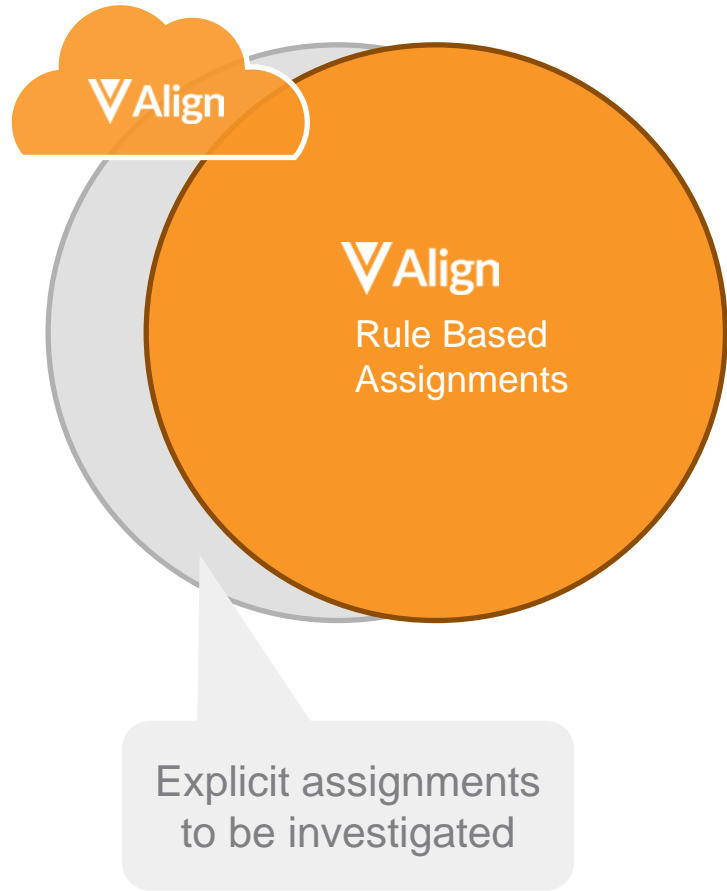 Align
Align
Rule Based
Assignments
Explicit assignments
to be investigated